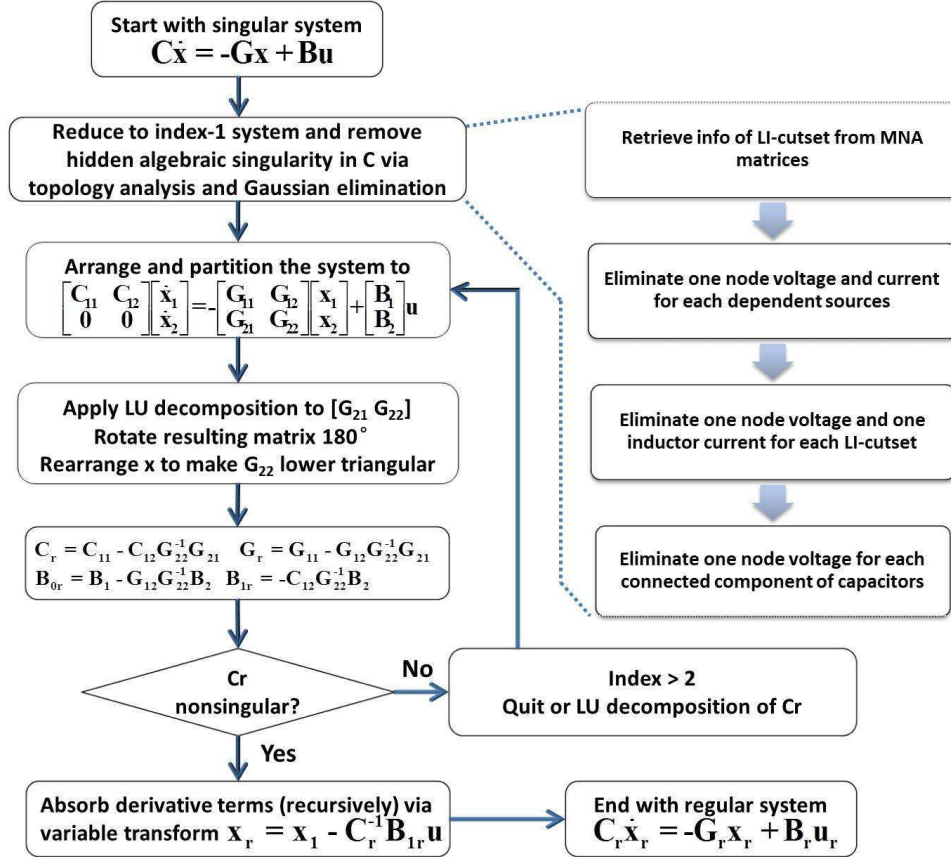 Start with singular system
Cẋ = -Gx + Bu
Reduce to index-1 system and remove
hidden algebraic singularity in C via
topology analysis and Gaussian elimination
Arrange and partition the system to
[C₁₁ C₁₂; 0 0][ẋ₁; ẋ₂]=-[G₁₁ G₁₂; G₂₁ G₂₂][x₁; x₂]+[B₁; B₂]u
Apply LU decomposition to [G₂₁ G₂₂]
Rotate resulting matrix 180°
Rearrange x to make G₂₂ lower triangular
Cᵣ = C₁₁ - C₁₂G₂₂⁻¹G₂₁ Gᵣ = G₁₁ - G₁₂G₂₂⁻¹G₂₁
B₀ᵣ = B₁ - G₁₂G₂₂⁻¹B₂ B₁ᵣ = -C₁₂G₂₂⁻¹B₂
Cr
nonsingular?
No
Index > 2
Quit or LU decomposition of Cr
Yes
Absorb derivative terms (recursively) via
variable transform xᵣ = x₁ - Cᵣ⁻¹B₁ᵣu
End with regular system
Cᵣẋᵣ = -Gᵣxᵣ + Bᵣuᵣ
Retrieve info of LI-cutset from MNA
matrices
Eliminate one node voltage and current
for each dependent sources
Eliminate one node voltage and one
inductor current for each LI-cutset
Eliminate one node voltage for each
connected component of capacitors